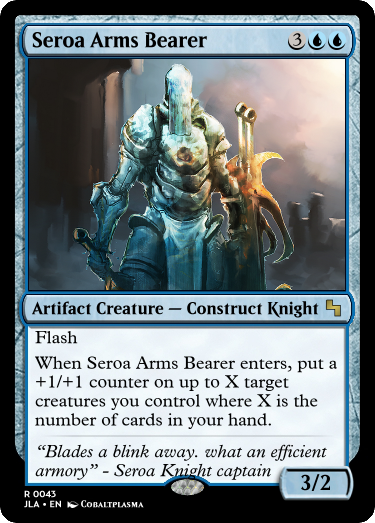 Seroa Arms Bearer 3
Artifact Creature — Construct Knight
Flash
When Seroa Arms Bearer enters, put a
+1/+1 counter on up to X target
creatures you control where X is the
number of cards in your hand.
“Blades a blink away. what an efficient
armory” - Seroa Knight captain
3/2
R 0043
JLA • EN Cobaltplasma